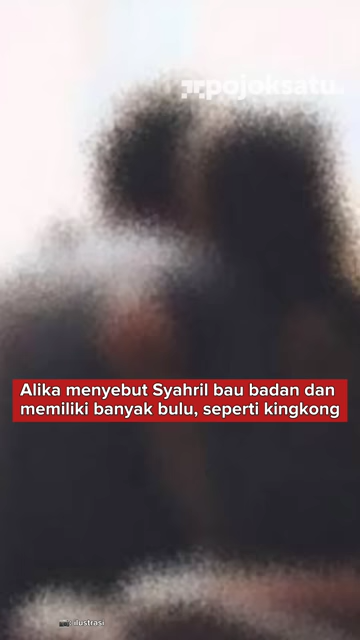 pojoksatu.
Alika menyebut Syahril bau badan dan
memiliki banyak bulu, seperti kingkong
: ilustrasi